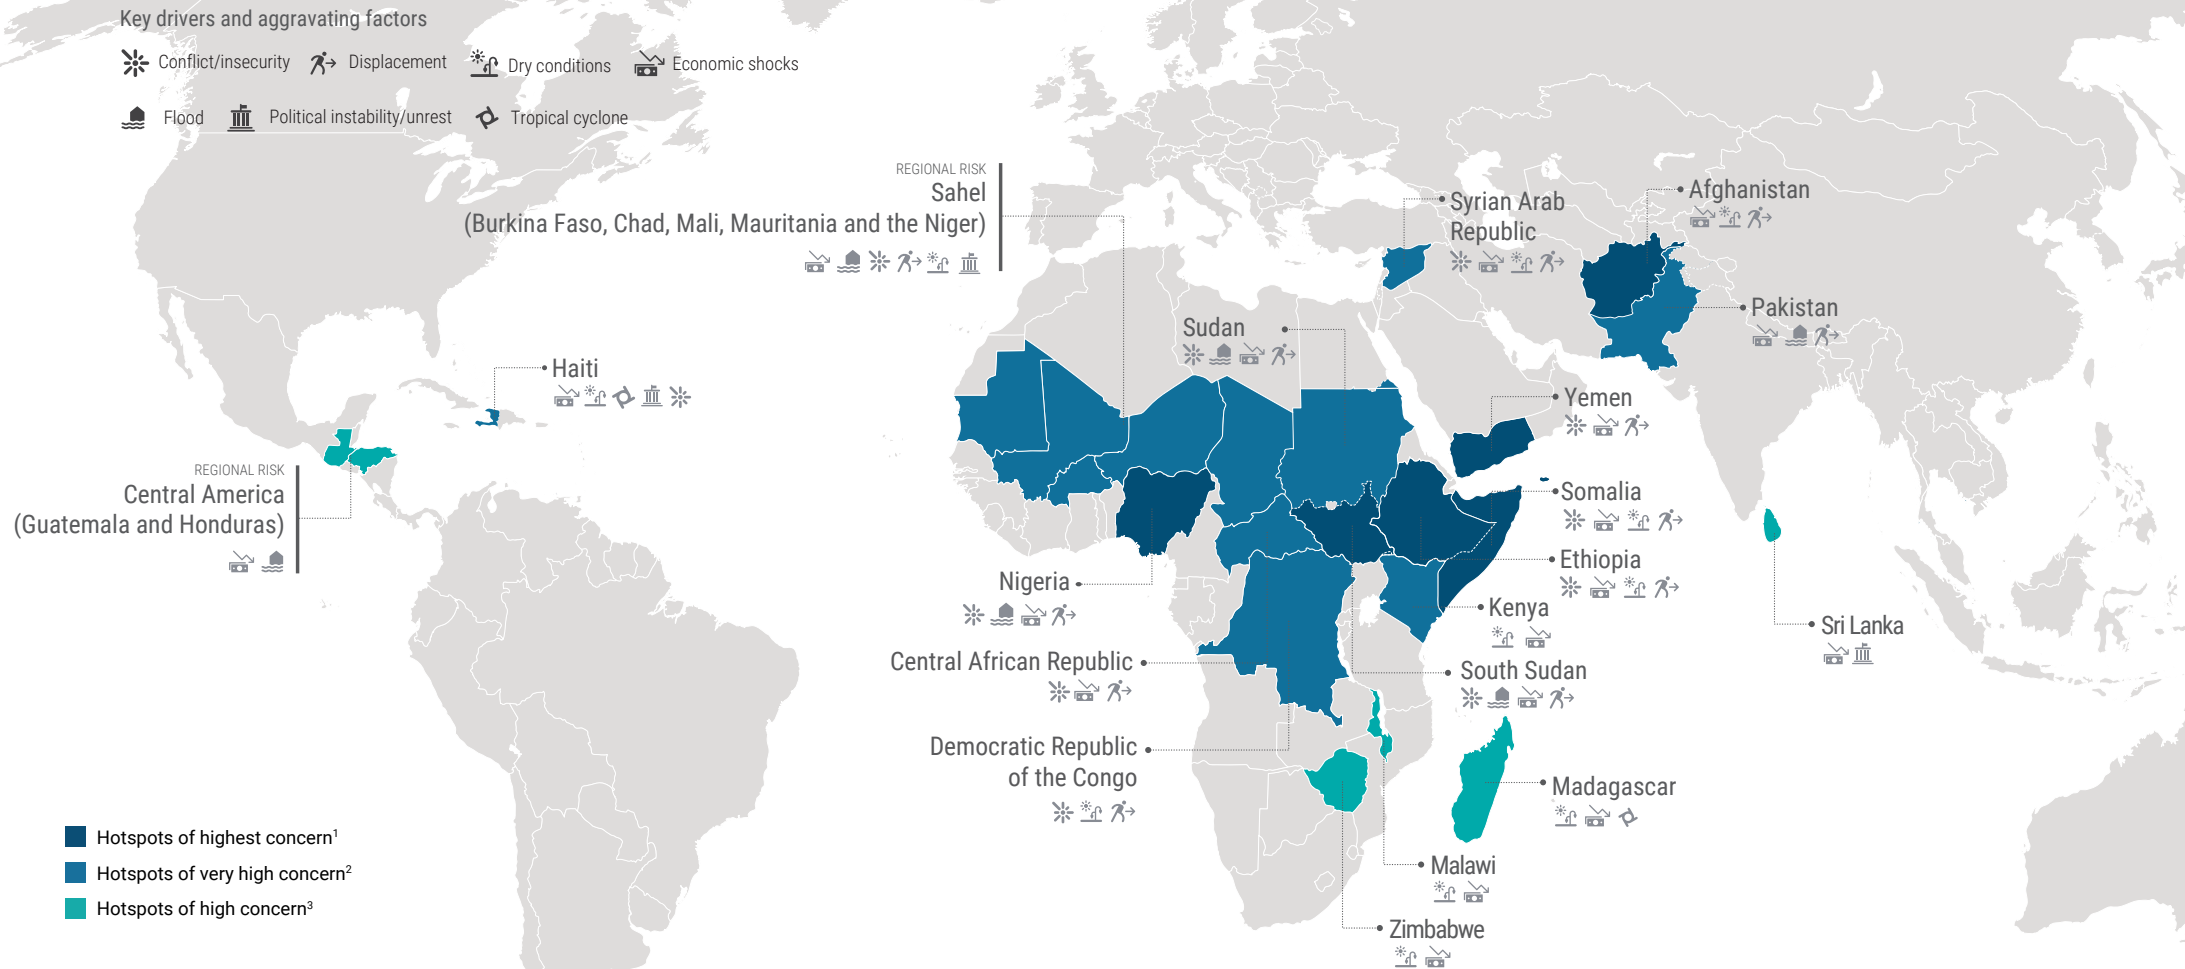 Key drivers and aggravating factors
Conflict/insecurity
Displacement
Dry conditions
Economic shocks
Flood
Political instability/unrest
Tropical cyclone
REGIONAL RISK
Sahel
(Burkina Faso, Chad, Mali, Mauritania and the Niger)
Syrian Arab
Republic
Afghanistan
Pakistan
Sudan
Haiti
Yemen
REGIONAL RISK
Central America
(Guatemala and Honduras)
Somalia
Ethiopia
Nigeria
Kenya
Sri Lanka
Central African Republic
South Sudan
Democratic Republic
of the Congo
Madagascar
Malawi
Zimbabwe
Hotspots of highest concern¹
Hotspots of very high concern²
Hotspots of high concern³